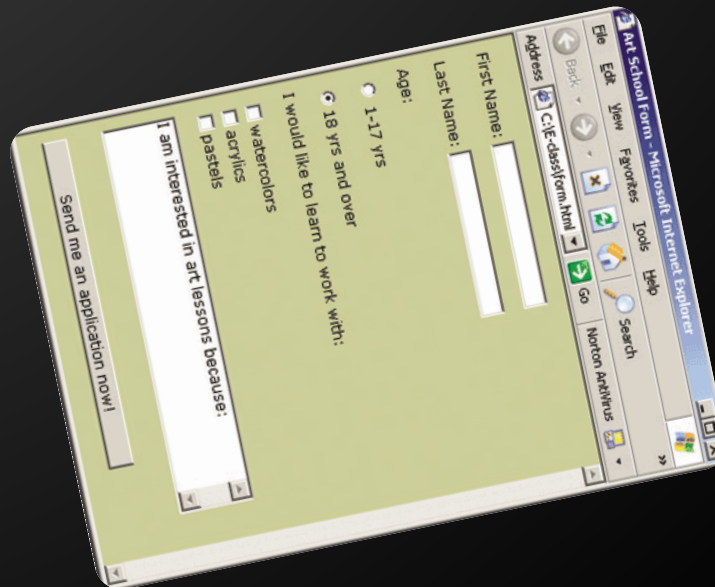 Art School Form - Microsoft Internet Explorer
File Edit View Favorites Tools Help
Back Search
Address C:\E-class\form.html Go Norton AntiVirus
First Name:
Last Name:
Age:
1-17 yrs
18 yrs and over
I would like to learn to work with:
watercolors
acrylics
pastels
I am interested in art lessons because:
Send me an application now!